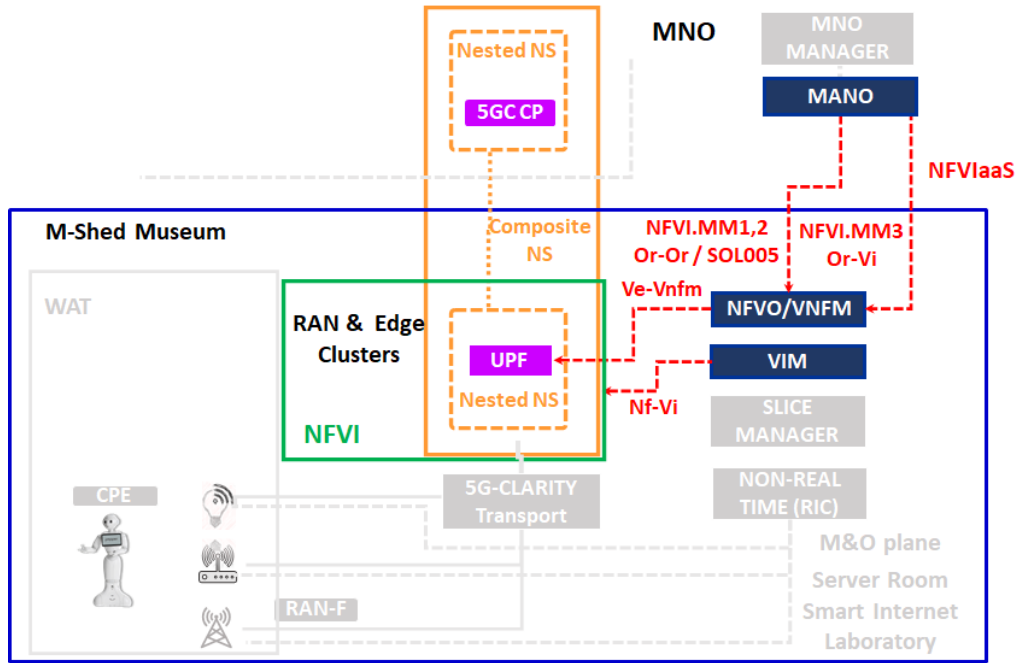 MNO
MNO
MANAGER
MANO
Nested NS
5GC CP
NFVIaaS
M-Shed Museum
Composite
NS
NFVI.MM1,2
Or-Or / SOL005
NFVI.MM3
Or-Vi
Ve-Vnfm
WAT
RAN & Edge
Clusters
NFVO/VNFM
UPF
VIM
Nested NS
Nf-Vi
NFVI
SLICE
MANAGER
CPE
5G-CLARITY
Transport
NON-REAL
TIME (RIC)
M&O plane
Server Room
Smart Internet
Laboratory
RAN-F